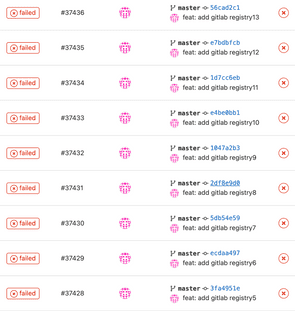 failed #37436 master 56cad2c1
feat: add gitlab registry13
failed #37435 master e7bdbfcb
feat: add gitlab registry12
failed #37434 master 1d7cc6eb
feat: add gitlab registry11
failed #37433 master e4be0bb1
feat: add gitlab registry10
failed #37432 master 1047a2b3
feat: add gitlab registry9
failed #37431 master 2df8e9d0
feat: add gitlab registry8
failed #37430 master 5db54e59
feat: add gitlab registry7
failed #37429 master ecdaa497
feat: add gitlab registry6
failed #37428 master 3fa4951e
feat: add gitlab registry5